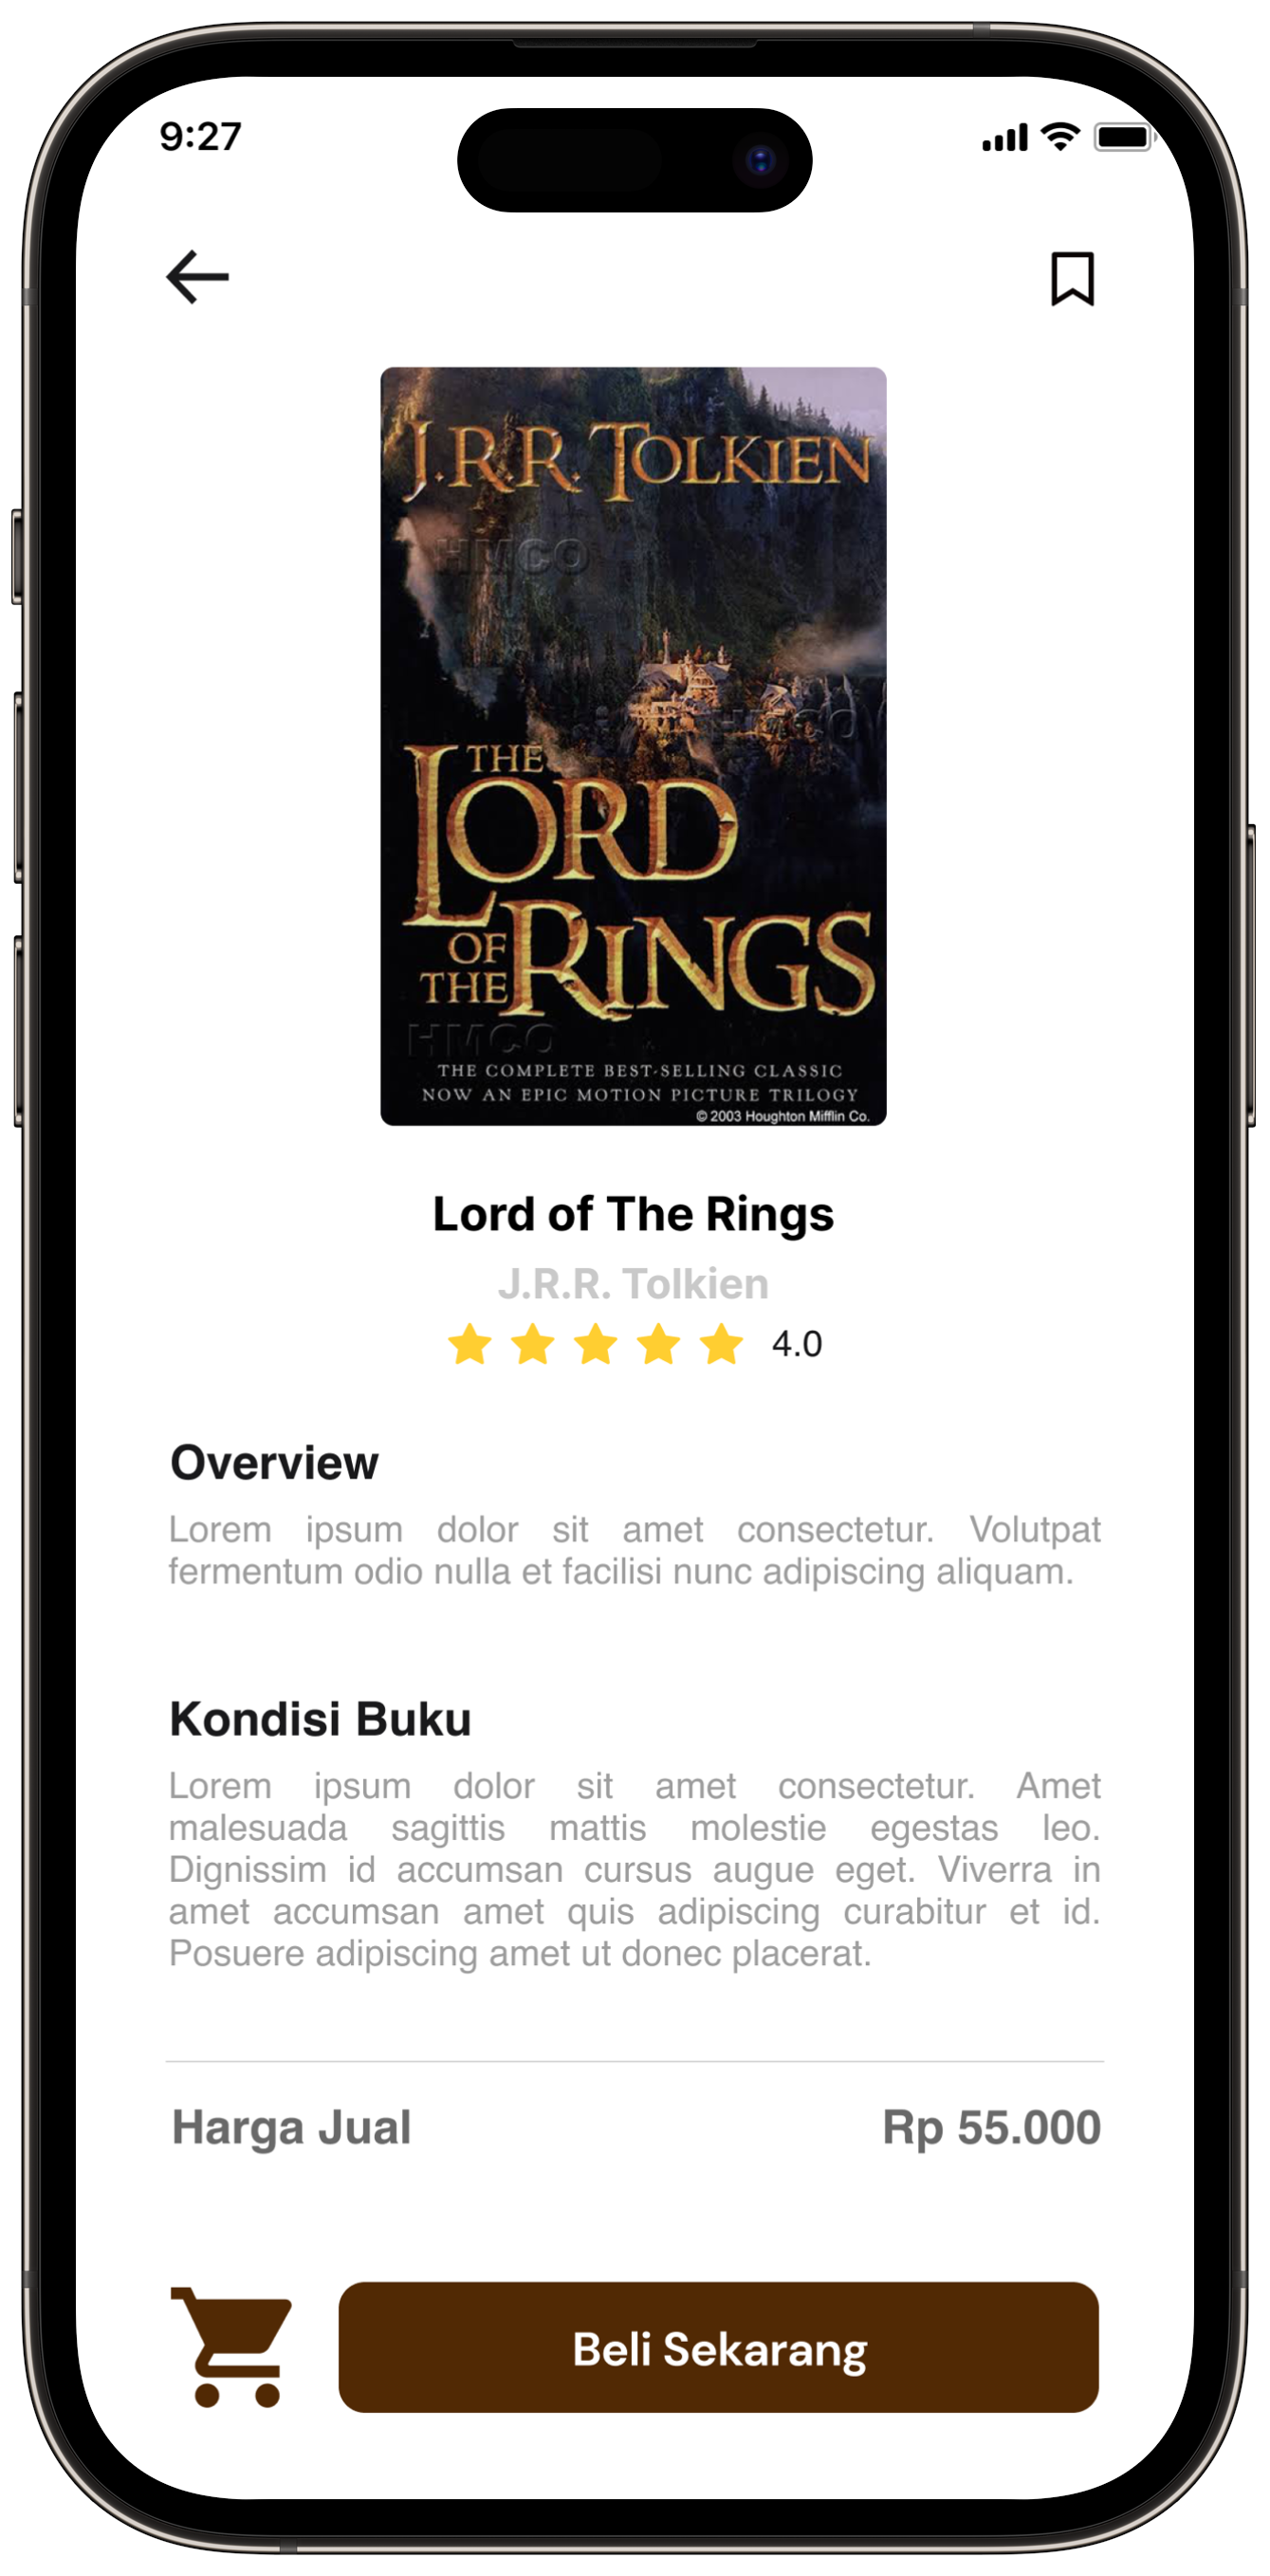 9:27
J.R.R. TOLKIEN
HMCO
HMCO
THE
LORD
OF
THE RINGS
HMCO
THE COMPLETE BEST-SELLING CLASSIC
NOW AN EPIC MOTION PICTURE TRILOGY
© 2003 Houghton Mifflin Co.
Lord of The Rings
J.R.R. Tolkien
4.0
Overview
Lorem ipsum dolor sit amet consectetur. Volutpat
fermentum odio nulla et facilisi nunc adipiscing aliquam.
Kondisi Buku
Lorem ipsum dolor sit amet consectetur. Amet
malesuada sagittis mattis molestie egestas leo.
Dignissim id accumsan cursus augue eget. Viverra in
amet accumsan amet quis adipiscing curabitur et id.
Posuere adipiscing amet ut donec placerat.
Harga Jual Rp 55.000
Beli Sekarang